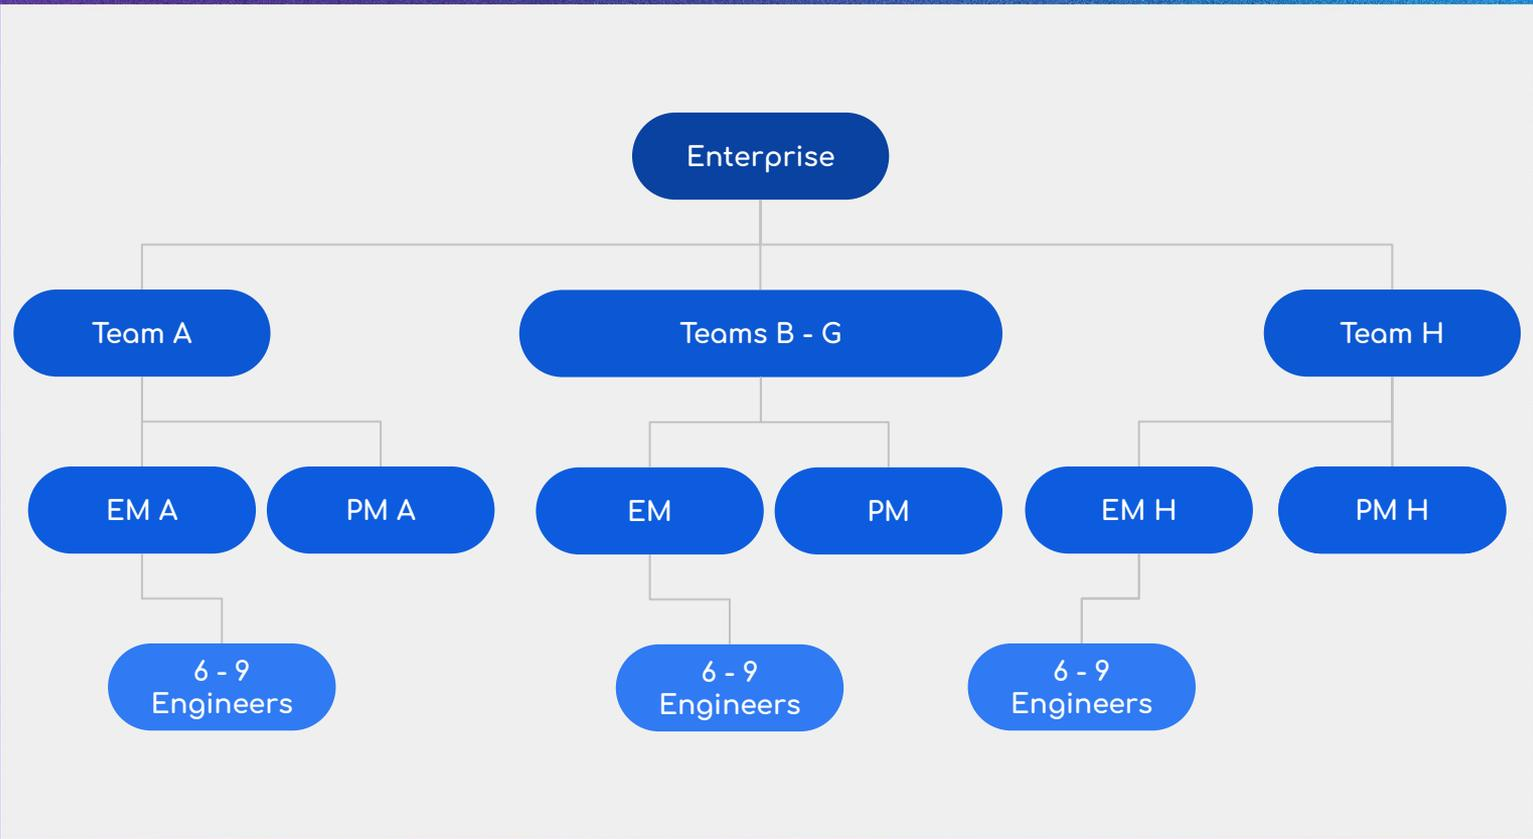 Enterprise
Team A
Teams B - G
Team H
EM A
PM A
EM
PM
EM H
PM H
6 - 9
Engineers
6 - 9
Engineers
6 - 9
Engineers